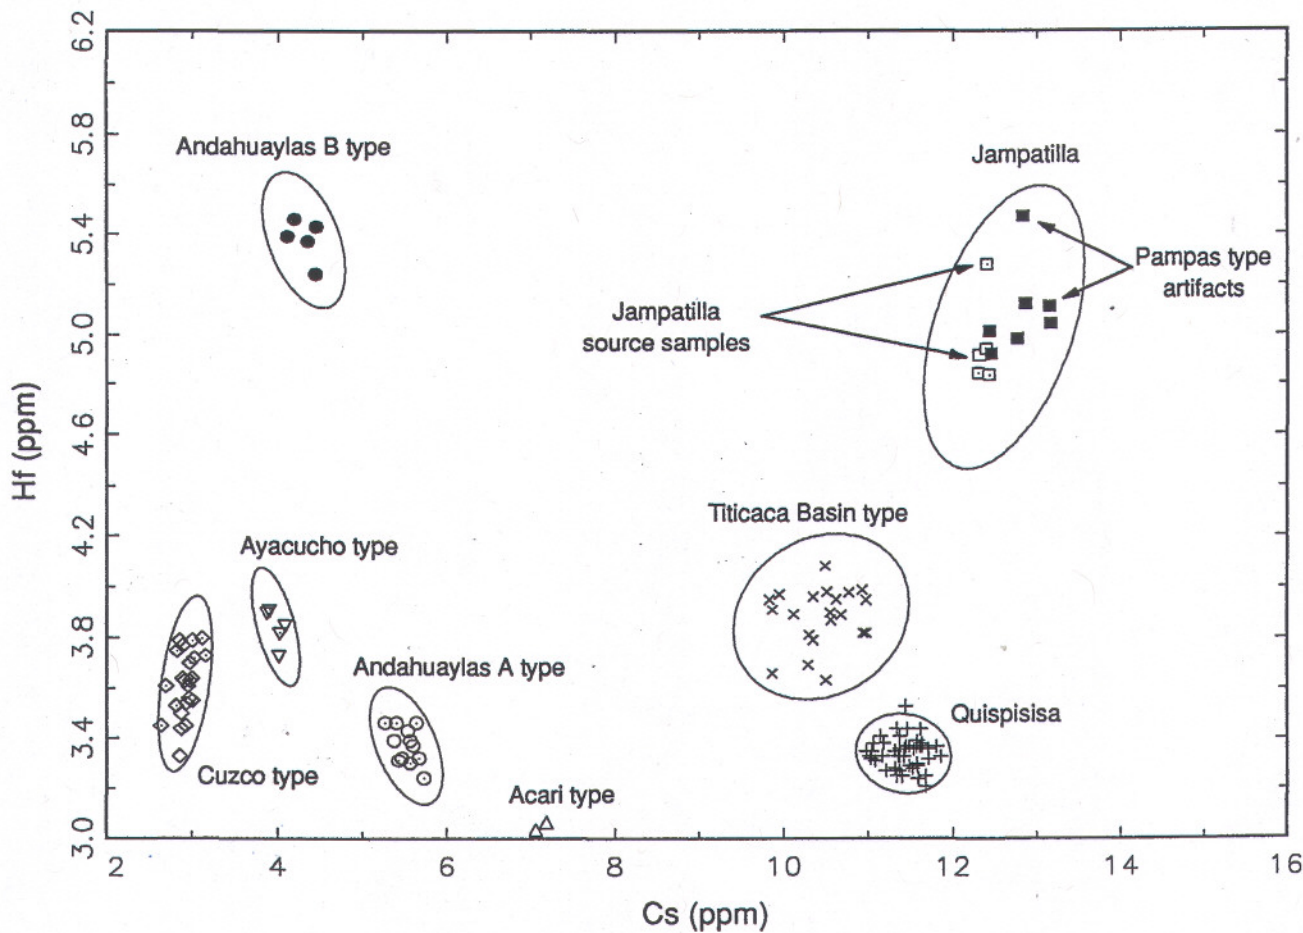 6.2
5.8
5.4
5.0
4.6
4.2
3.8
3.4
3.0
Hf (ppm)
Andahuaylas B type
Jampatilla
Pampas type
artifacts
Jampatilla
source samples
Titicaca Basin type
Ayacucho type
Andahuaylas A type
Quispisisa
Cuzco type
Acari type
2
4
6
8
10
12
14
16
Cs (ppm)